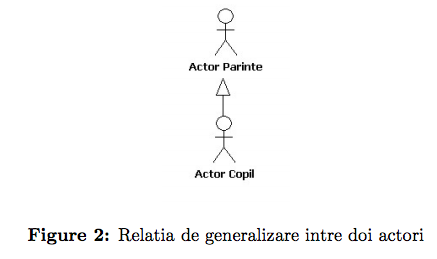 Actor Parinte
Actor Copil
Figure 2: Relatia de generalizare intre doi actori